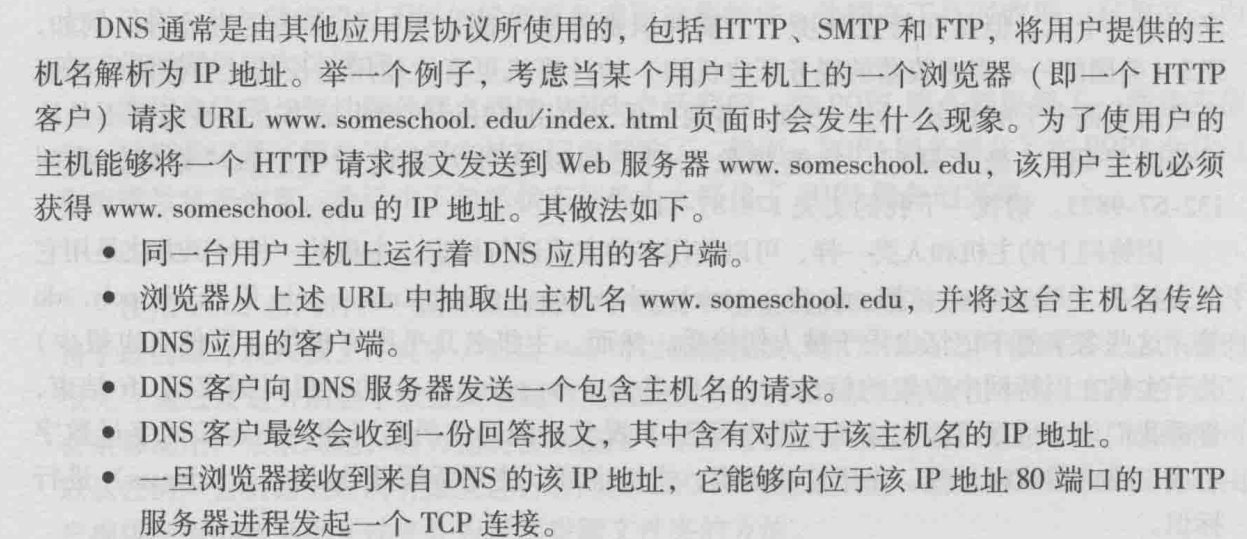 DNS 通常是由其他应用层协议所使用的，包括 HTTP、SMTP 和 FTP，将用户提供的主
机名解析为 IP 地址。举一个例子，考虑当某个用户主机上的一个浏览器（即一个 HTTP
客户）请求 URL www. someschool. edu/index. html 页面时会发生什么现象。为了使用户的
主机能够将一个 HTTP 请求报文发送到 Web 服务器 www. someschool. edu，该用户主机必须
获得 www. someschool. edu 的 IP 地址。其做法如下。
● 同一台用户主机上运行着 DNS 应用的客户端。
● 浏览器从上述 URL 中抽取出主机名 www. someschool. edu，并将这台主机名传给
DNS 应用的客户端。
● DNS 客户向 DNS 服务器发送一个包含主机名的请求。
● DNS 客户最终会收到一份回答报文，其中含有对应于该主机名的 IP 地址。
● 一旦浏览器接收到来自 DNS 的该 IP 地址，它能够向位于该 IP 地址 80 端口的 HTTP
服务器进程发起一个 TCP 连接。